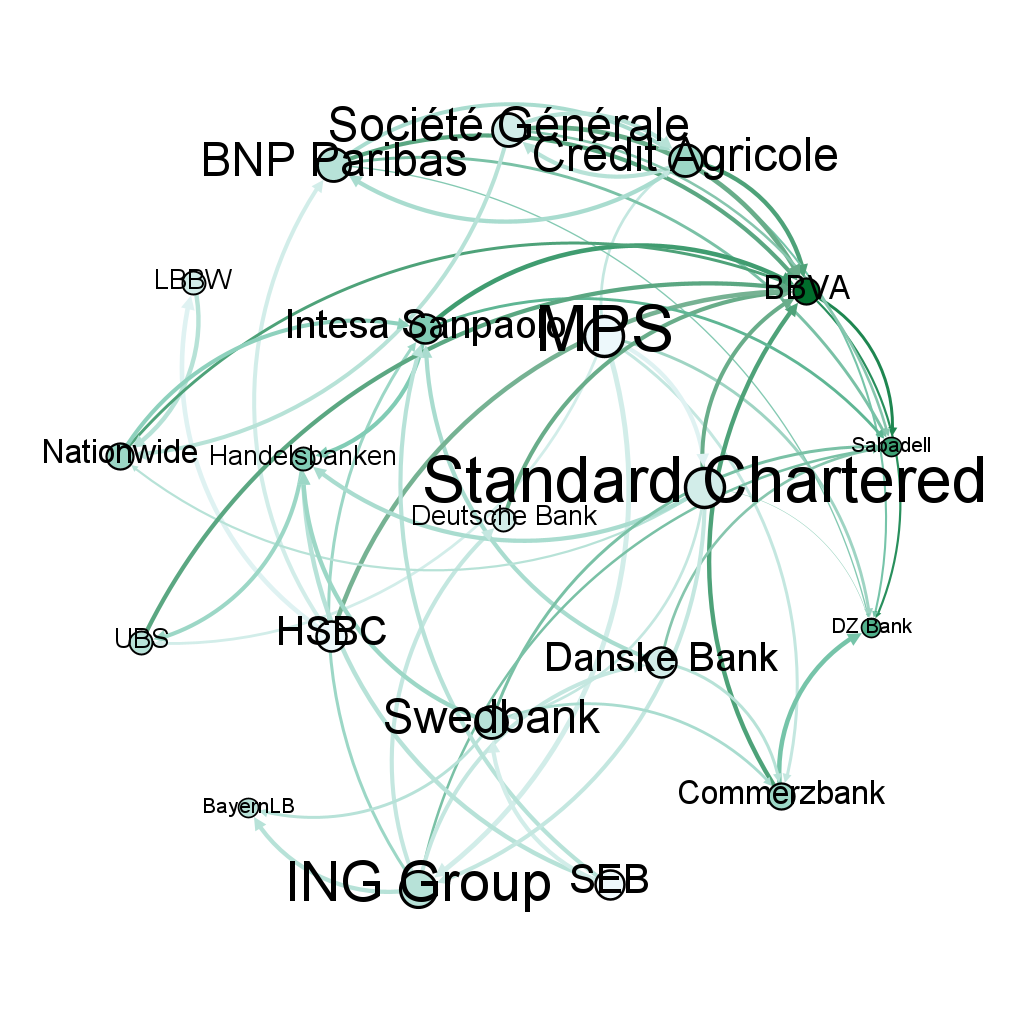 Société Générale
BNP Paribas
Crédit Agricole
LBBW
BBVA
Intesa Sanpaolo
MPS
Nationwide
Handelsbanken
Sabadell
Standard Chartered
Deutsche Bank
UBS
HSBC
DZ Bank
Danske Bank
Swedbank
Commerzbank
BayernLB
ING Group
SEB